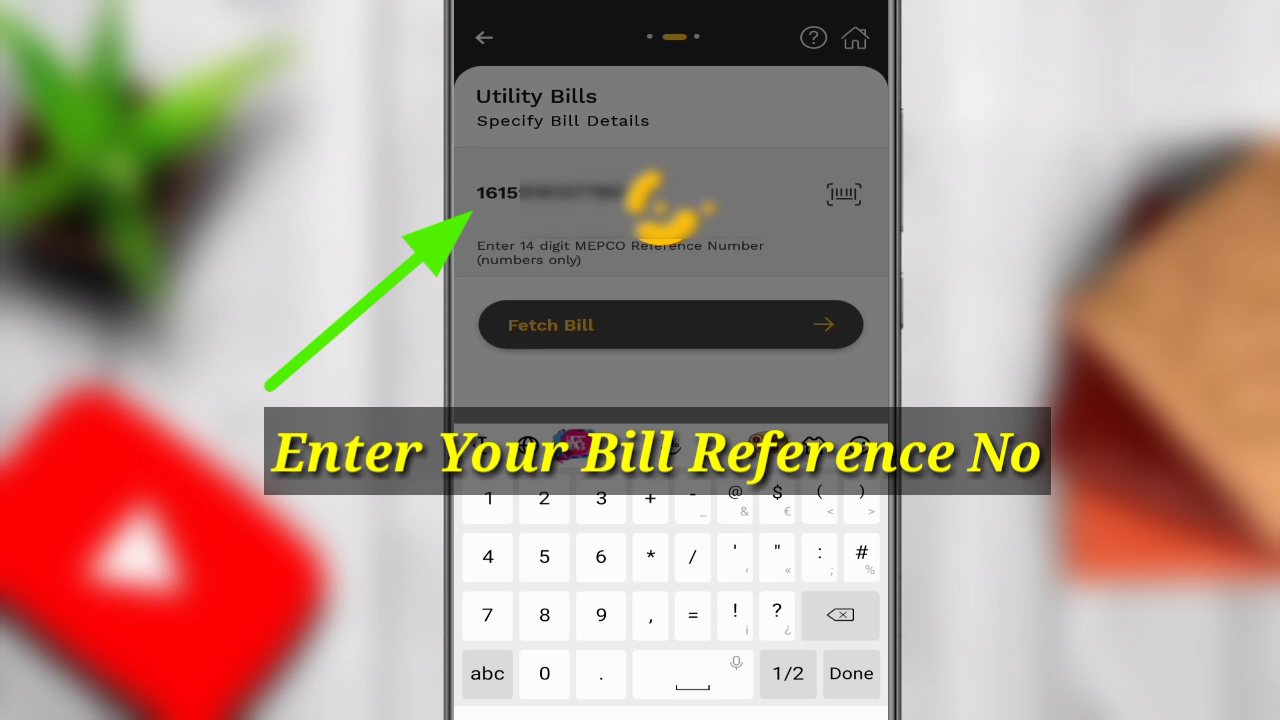 Utility Bills
Specify Bill Details
1615
Enter 14 digit MEPCO Reference Number
(numbers only)
Fetch Bill
Enter Your Bill Reference No
1 2 3 + - _ @ & $ € ( < ) >
4 5 6 * / ' ‹ " « : ; # %
7 8 9 , = ! ¡ ? ¿
abc 0 . 1/2 Done